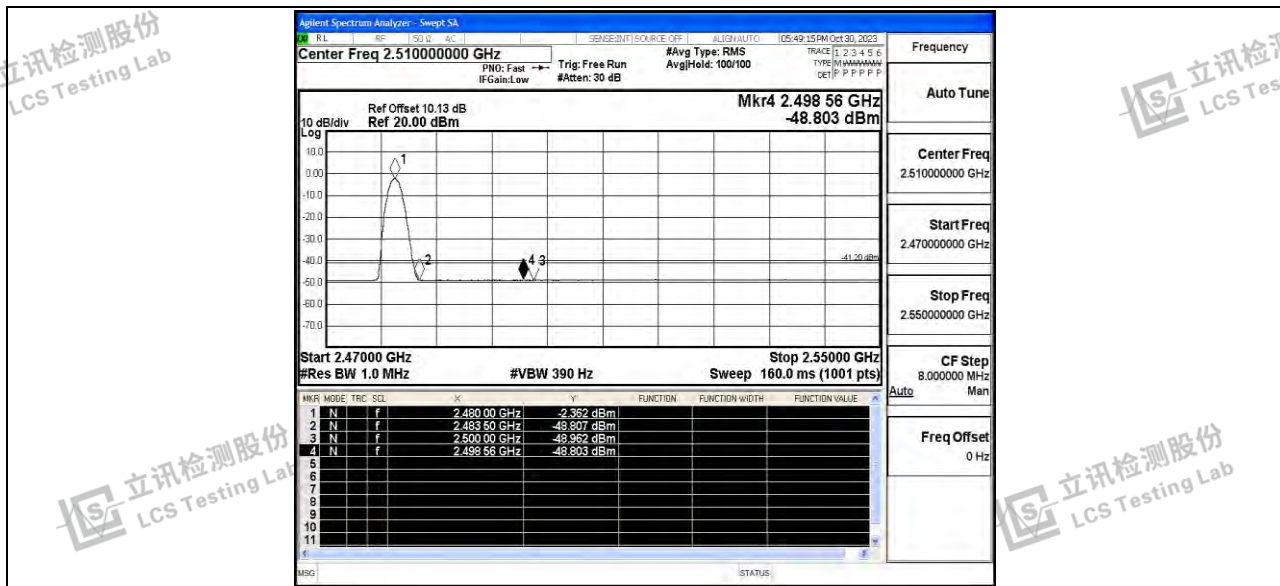 Agilent Spectrum Analyzer - Swept SA
RL RF 50 Ω AC SENSE:INT SOURCE OFF ALIGNAUTO 05:49:15 PM Oct 30, 2023
Center Freq 2.510000000 GHz
PNO: Fast
IFGain:Low
Trig: Free Run
#Atten: 30 dB
#Avg Type: RMS
Avg|Hold: 100/100
TRACE 1 2 3 4 5 6
TYPE M W W W W W
DET P P P P P P
Ref Offset 10.13 dB
10 dB/div Ref 20.00 dBm
Log
Mkr4 2.498 56 GHz
-48.803 dBm
10.0
0.00
-10.0
-20.0
-30.0
-40.0
-50.0
-60.0
-70.0
1
2
4 3
-41.20 dBm
Start 2.47000 GHz Stop 2.55000 GHz
#Res BW 1.0 MHz #VBW 390 Hz Sweep 160.0 ms (1001 pts)
MKR MODE TRC SCL X Y FUNCTION FUNCTION WIDTH FUNCTION VALUE
1 N f 2.480 00 GHz -2.362 dBm
2 N f 2.483 50 GHz -48.807 dBm
3 N f 2.500 00 GHz -48.962 dBm
4 N f 2.498 56 GHz -48.803 dBm
5
6
7
8
9
10
11
MSG STATUS
Frequency
Auto Tune
Center Freq
2.510000000 GHz
Start Freq
2.470000000 GHz
Stop Freq
2.550000000 GHz
CF Step
8.000000 MHz
Auto Man
Freq Offset
0 Hz
立讯检测股份
LCS Testing Lab
立讯检测
LCS Tes
立讯检测股份
LCS Testing Lab
立讯检测股份
LCS Testing Lab